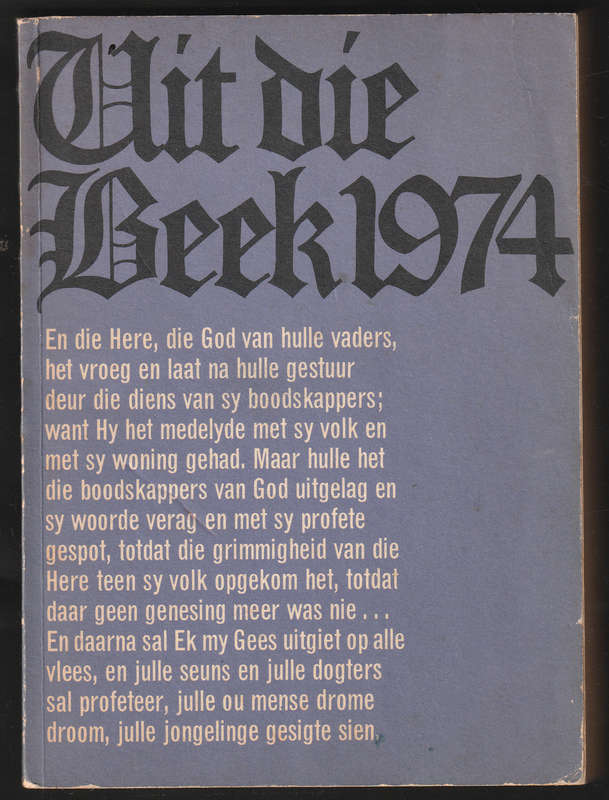 Uit die
Beek 1974
En die Here, die God van hulle vaders,
het vroeg en laat na hulle gestuur
deur die diens van sy boodskappers;
want Hy het medelyde met sy volk en
met sy woning gehad. Maar hulle het
die boodskappers van God uitgelag en
sy woorde verag en met sy profete
gespot, totdat die grimmigheid van die
Here teen sy volk opgekom het, totdat
daar geen genesing meer was nie . . .
En daarna sal Ek my Gees uitgiet op alle
vlees, en julle seuns en julle dogters
sal profeteer, julle ou mense drome
droom, julle jongelinge gesigte sien.